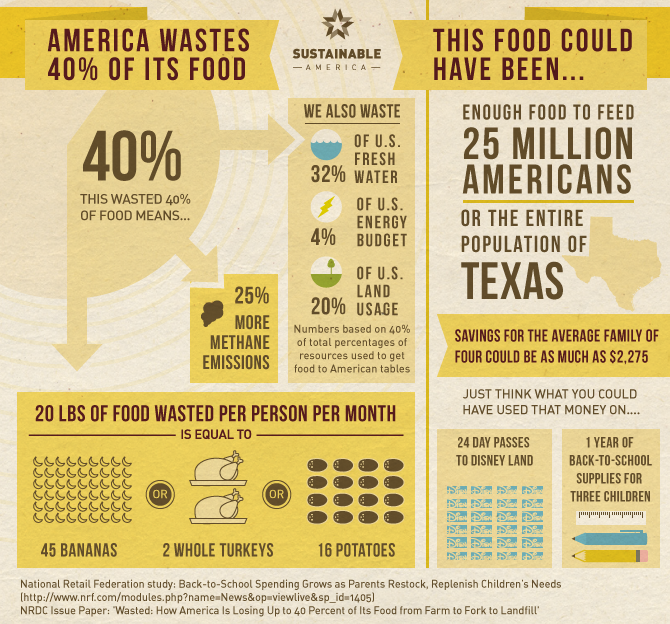 AMERICA WASTES
40% OF ITS FOOD
SUSTAINABLE
AMERICA
THIS FOOD COULD
HAVE BEEN...
40%
THIS WASTED 40%
OF FOOD MEANS...
WE ALSO WASTE
32%
OF U.S.
FRESH
WATER
4%
OF U.S.
ENERGY
BUDGET
20%
OF U.S.
LAND
USAGE
Numbers based on 40%
of total percentages of
resources used to get
food to American tables
25%
MORE
METHANE
EMISSIONS
20 LBS OF FOOD WASTED PER PERSON PER MONTH
IS EQUAL TO
OR
OR
45 BANANAS
2 WHOLE TURKEYS
16 POTATOES
ENOUGH FOOD TO FEED
25 MILLION
AMERICANS
OR THE ENTIRE
POPULATION OF
TEXAS
SAVINGS FOR THE AVERAGE FAMILY OF
FOUR COULD BE AS MUCH AS $2,275
JUST THINK WHAT YOU COULD
HAVE USED THAT MONEY ON....
24 DAY PASSES
TO DISNEY LAND
1 YEAR OF
BACK-TO-SCHOOL
SUPPLIES FOR
THREE CHILDREN
National Retail Federation study: Back-to-School Spending Grows as Parents Restock, Replenish Children's Needs
(http://www.nrf.com/modules.php?name=News&op=viewlive&sp_id=1405)
NRDC Issue Paper: 'Wasted: How America Is Losing Up to 40 Percent of Its Food from Farm to Fork to Landfill'